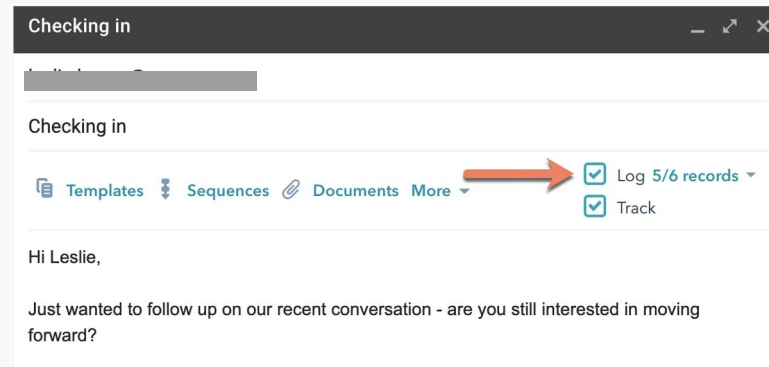 Checking in
Checking in
Templates Sequences Documents More Log 5/6 records
Track
Hi Leslie,
Just wanted to follow up on our recent conversation - are you still interested in moving
forward?